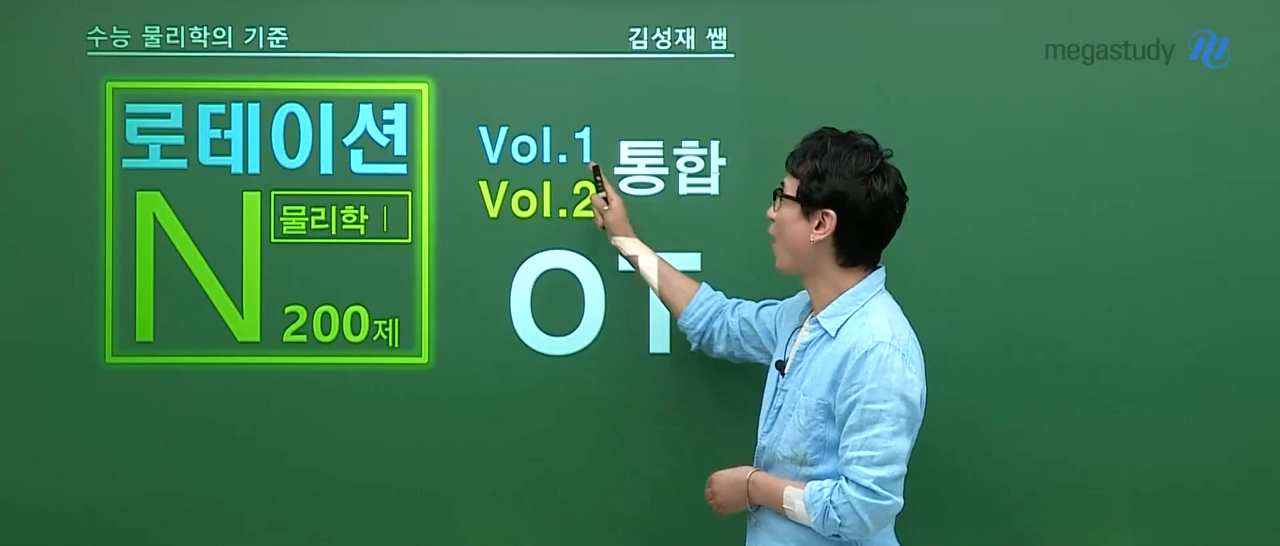 수능 물리학의 기준
김성재 쌤
megastudy
로테이션
N
물리학 I
200제
Vol.1
Vol.2
통합
OT